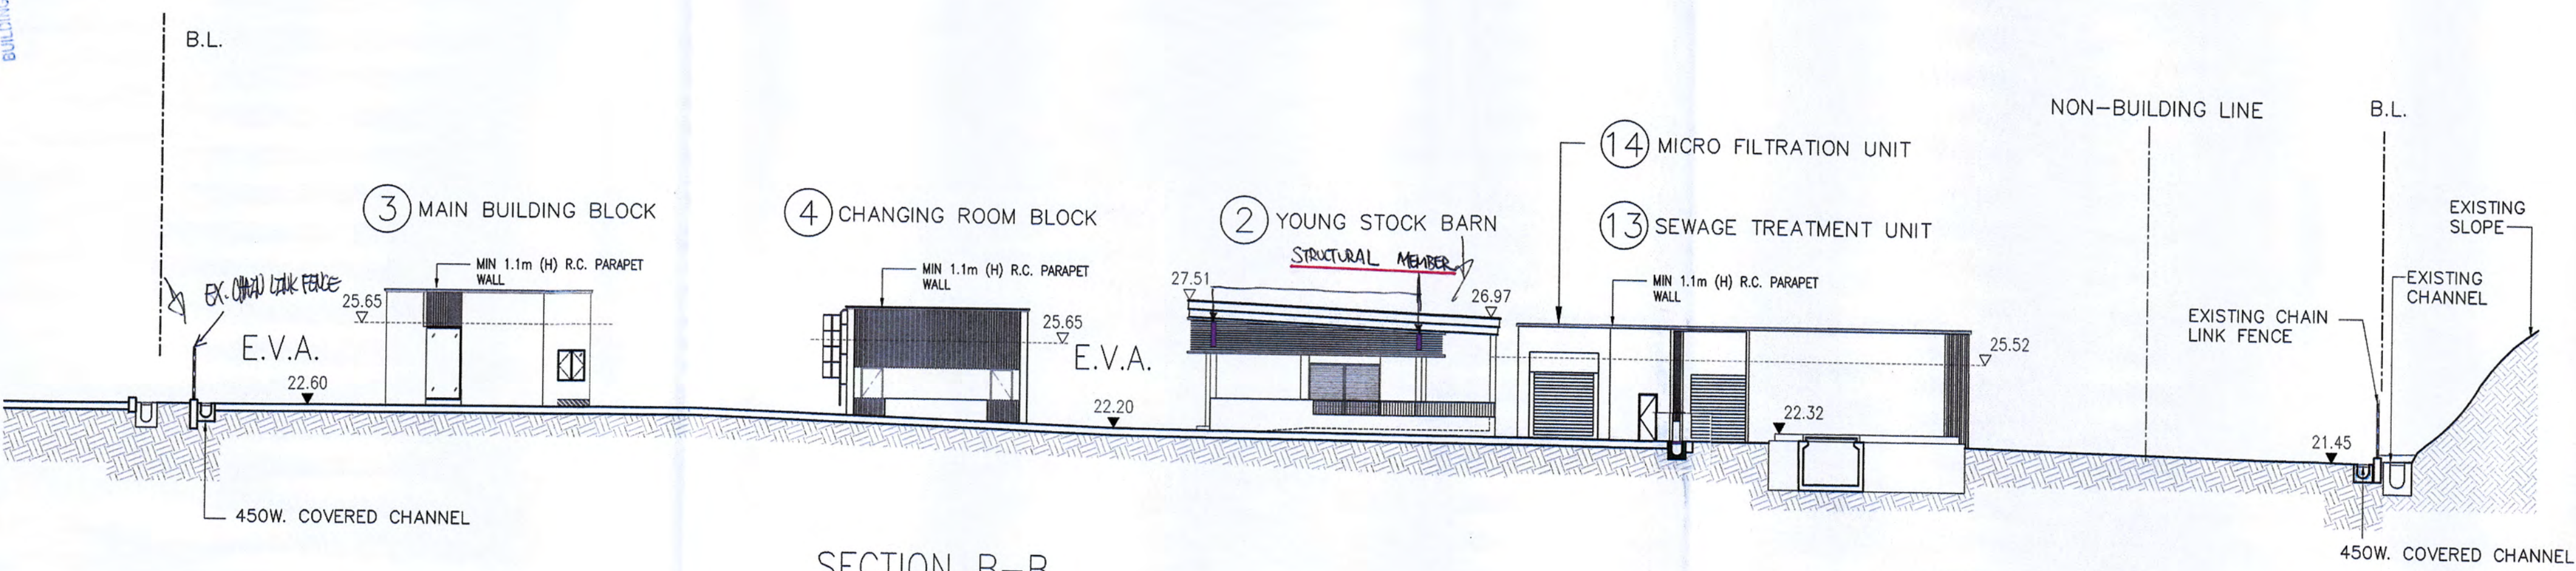 BUILDING
B.L.
NON-BUILDING LINE
B.L.
14 MICRO FILTRATION UNIT
3 MAIN BUILDING BLOCK
4 CHANGING ROOM BLOCK
2 YOUNG STOCK BARN
13 SEWAGE TREATMENT UNIT
EXISTING
SLOPE
STRUCTURAL MEMBER
MIN 1.1m (H) R.C. PARAPET
WALL
MIN 1.1m (H) R.C. PARAPET
WALL
MIN 1.1m (H) R.C. PARAPET
WALL
EX. CHAIN LINK FENCE
25.65
27.51
26.97
EXISTING
CHANNEL
EXISTING CHAIN
LINK FENCE
E.V.A.
25.65
E.V.A.
25.52
22.60
22.20
22.32
21.45
450W. COVERED CHANNEL
450W. COVERED CHANNEL
SECTION B-B